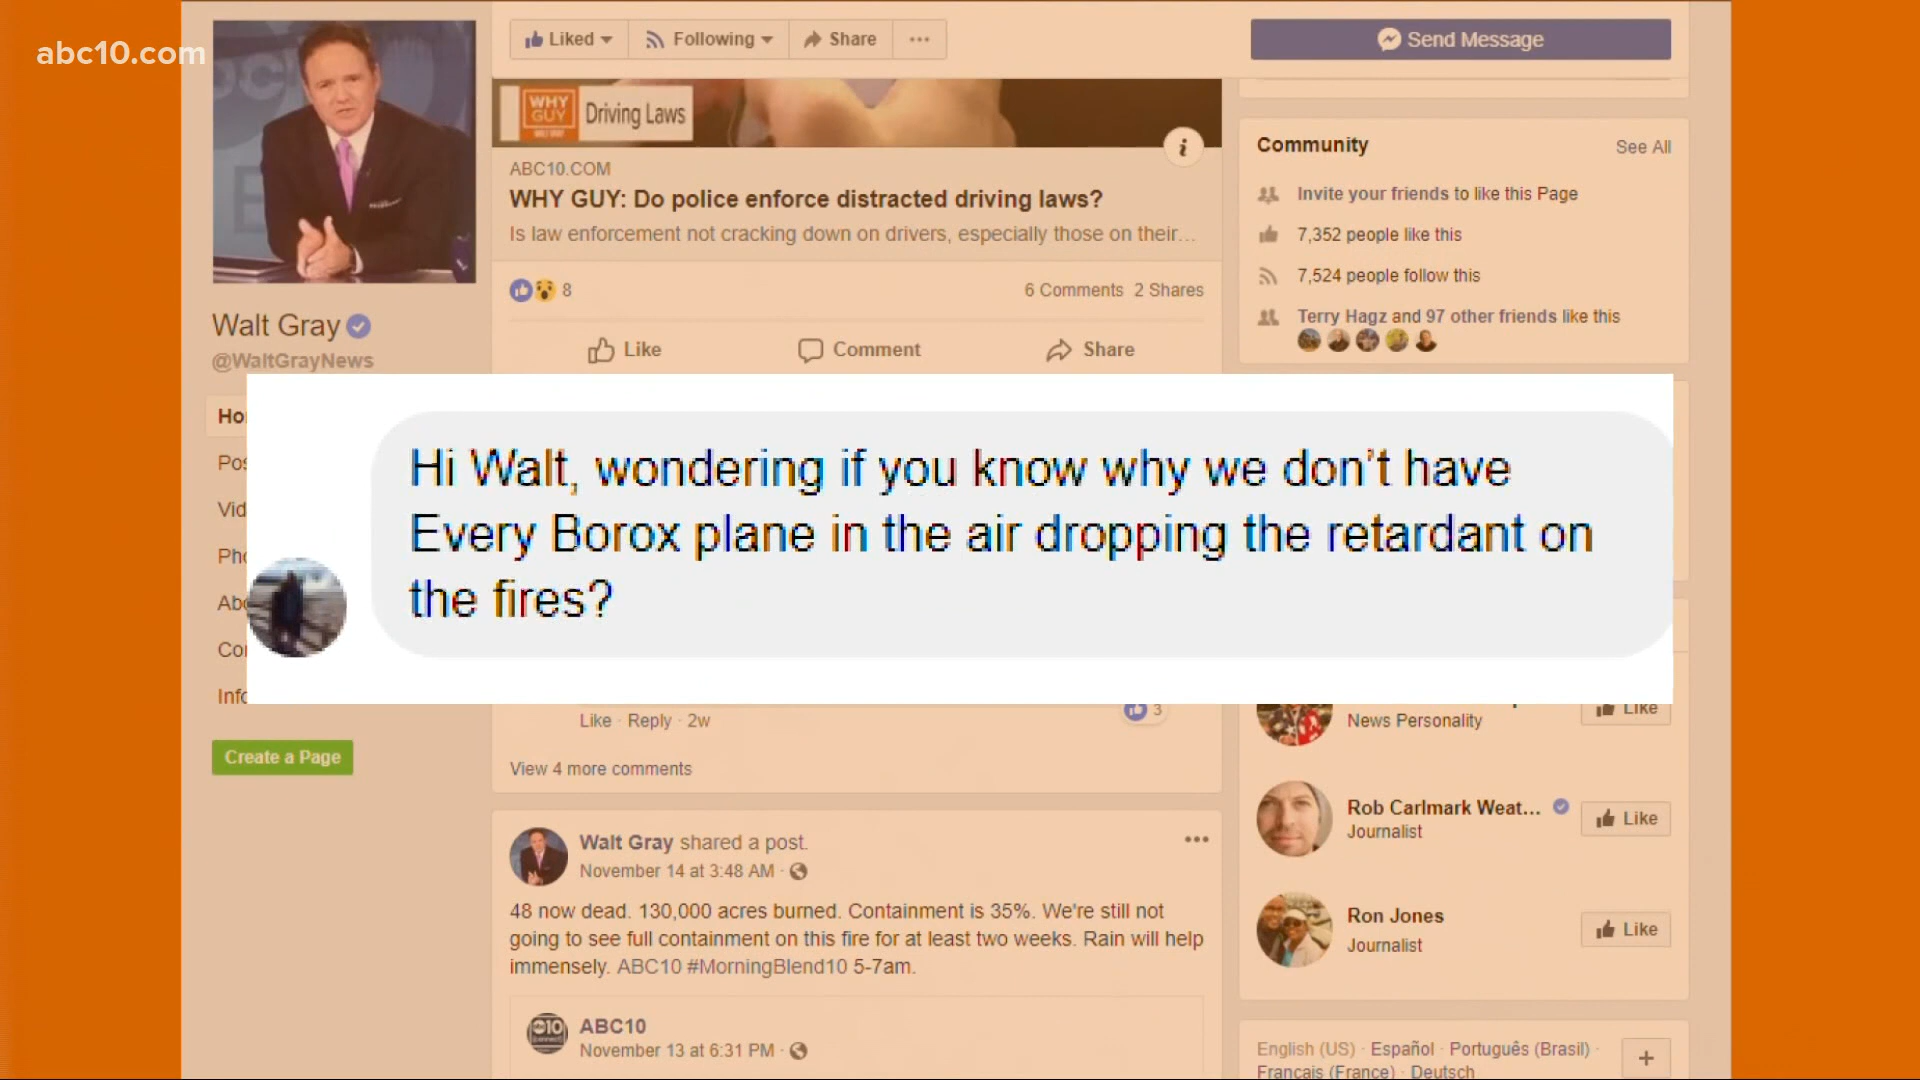 abc10.com
Liked
Following
Share
Send Message
WHY
GUY
WALT GRAY
Driving Laws
i
ABC10.COM
WHY GUY: Do police enforce distracted driving laws?
Is law enforcement not cracking down on drivers, especially those on their...
8
6 Comments 2 Shares
Like
Comment
Share
Walt Gray
@WaltGrayNews
Community
See All
Invite your friends to like this Page
7,352 people like this
7,524 people follow this
Terry Hagz and 97 other friends like this
Hi Walt, wondering if you know why we don't have
Every Borox plane in the air dropping the retardant on
the fires?
Create a Page
Like · Reply · 2w
3
View 4 more comments
Walt Gray shared a post.
November 14 at 3:48 AM ·
48 now dead. 130,000 acres burned. Containment is 35%. We're still not
going to see full containment on this fire for at least two weeks. Rain will help
immensely. ABC10 #MorningBlend10 5-7am.
ABC10
November 13 at 6:31 PM ·
News Personality
Like
Rob Carlmark Weat...
Journalist
Like
Ron Jones
Journalist
Like
English (US) · Español · Português (Brasil) ·
Français (France) · Deutsch
+